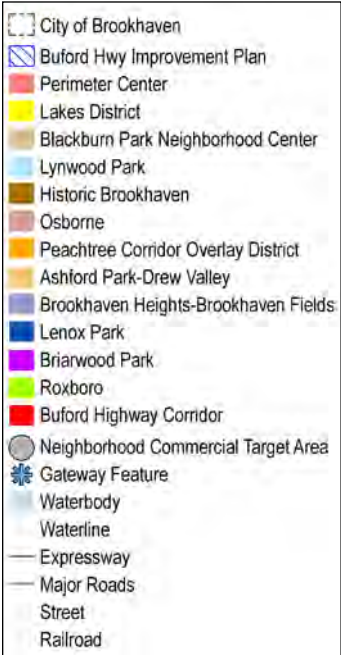 City of Brookhaven
Buford Hwy Improvement Plan
Perimeter Center
Lakes District
Blackburn Park Neighborhood Center
Lynwood Park
Historic Brookhaven
Osborne
Peachtree Corridor Overlay District
Ashford Park-Drew Valley
Brookhaven Heights-Brookhaven Fields
Lenox Park
Briarwood Park
Roxboro
Buford Highway Corridor
Neighborhood Commercial Target Area
Gateway Feature
Waterbody
Waterline
Expressway
Major Roads
Street
Railroad